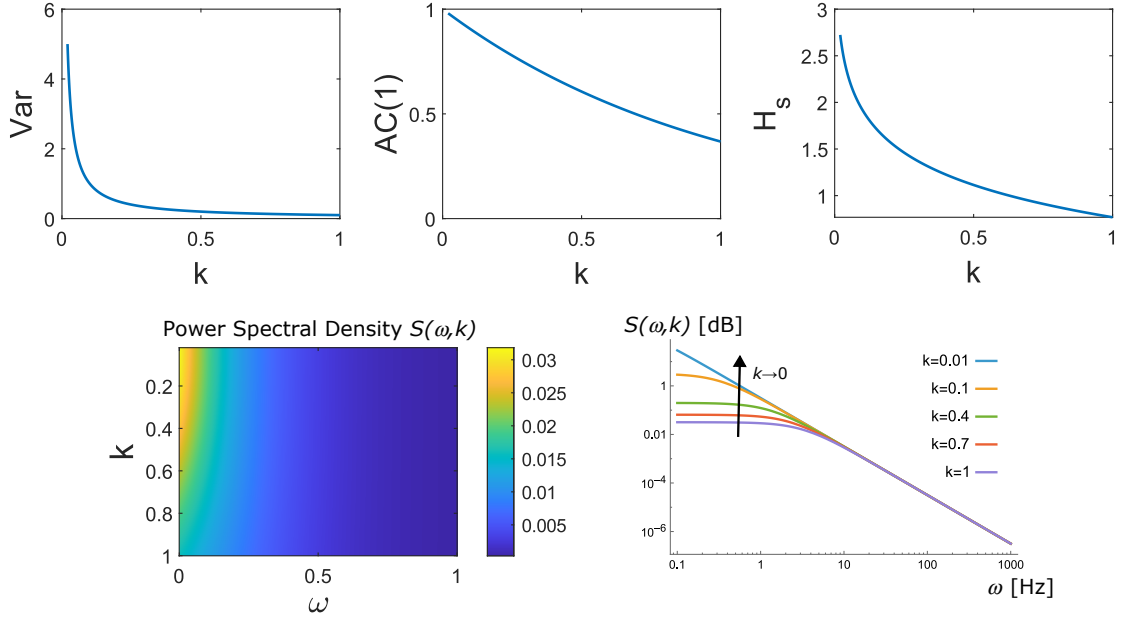 6
4
2
0
Var
0
0.5
1
k
1
0.5
0
AC(1)
0
0.5
1
k
3
2.5
2
1.5
1
H_s
0
0.5
1
k
Power Spectral Density S(ω,k)
0.2
0.4
0.6
0.8
1
k
0
0.5
1
ω
0.03
0.025
0.02
0.015
0.01
0.005
S(ω,k) [dB]
1
0.01
10⁻⁴
10⁻⁶
k→0
k=0.01
k=0.1
k=0.4
k=0.7
k=1
0.1
1
10
100
1000
ω [Hz]